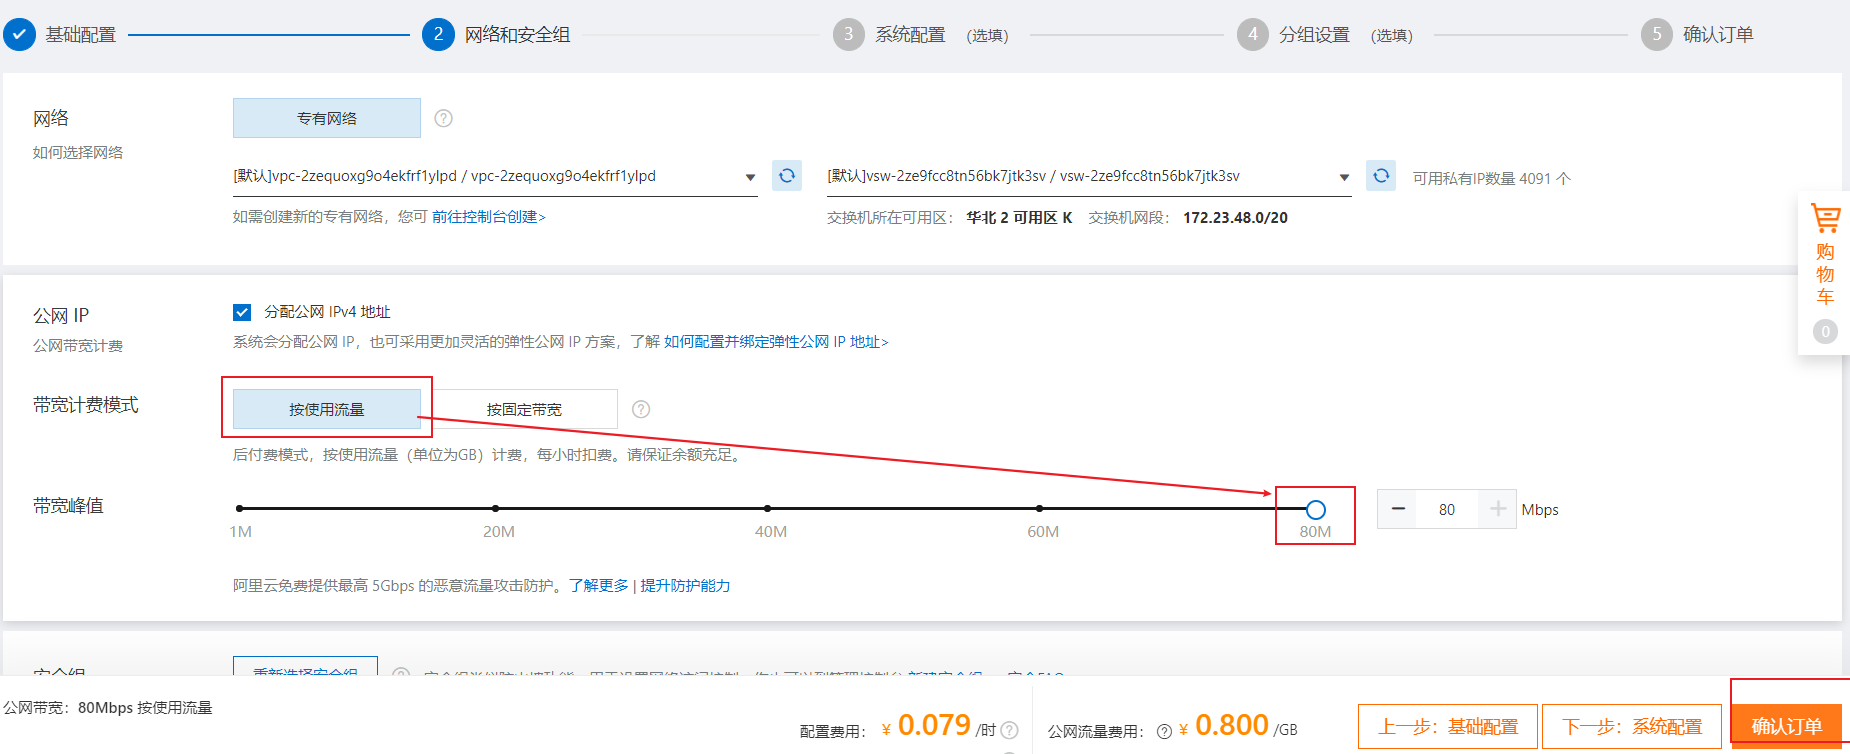 基础配置
2 网络和安全组
3 系统配置 (选填)
4 分组设置 (选填)
5 确认订单
网络
专有网络 ?
如何选择网络
[默认]vpc-2zequoxg9o4ekfrf1ylpd / vpc-2zequoxg9o4ekfrf1ylpd
[默认]vsw-2ze9fcc8tn56bk7jtk3sv / vsw-2ze9fcc8tn56bk7jtk3sv
可用私有IP数量 4091 个
如需创建新的专有网络，您可 前往控制台创建>
交换机所在可用区： 华北 2 可用区 K 交换机网段： 172.23.48.0/20
购物车
0
公网 IP
分配公网 IPv4 地址
公网带宽计费
系统会分配公网 IP，也可采用更加灵活的弹性公网 IP 方案，了解 如何配置并绑定弹性公网 IP 地址>
带宽计费模式
按使用流量 按固定带宽 ?
后付费模式，按使用流量（单位为GB）计费，每小时扣费。请保证余额充足。
带宽峰值
1M 20M 40M 60M 80M
− 80 + Mbps
阿里云免费提供最高 5Gbps 的恶意流量攻击防护。了解更多 | 提升防护能力
安全组
重新选择安全组
公网带宽：80Mbps 按使用流量
配置费用： ¥ 0.079 /时 ?
公网流量费用： ? ¥ 0.800 /GB
上一步：基础配置
下一步：系统配置
确认订单